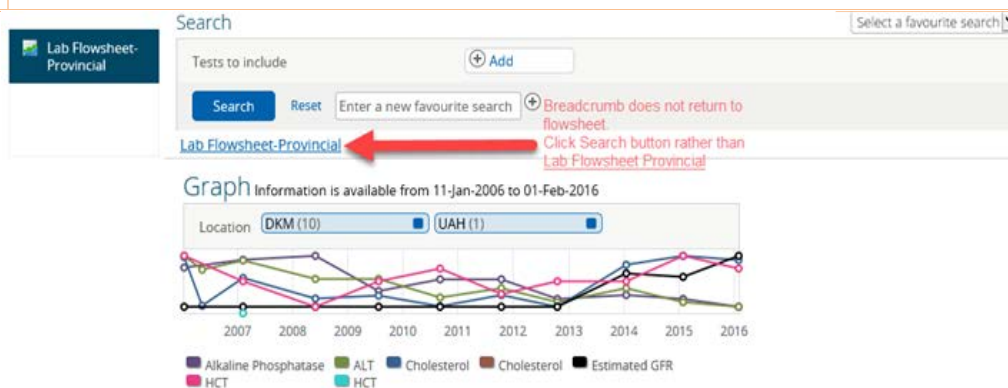 Search
Select a favourite search
Lab Flowsheet-
Provincial
Tests to include
Add
Search Reset Enter a new favourite search
Breadcrumb does not return to
flowsheet.
Click Search button rather than
Lab Flowsheet Provincial
Lab Flowsheet-Provincial
Graph Information is available from 11-Jan-2006 to 01-Feb-2016
Location DKM (10) UAH (1)
2007 2008 2009 2010 2011 2012 2013 2014 2015 2016
Alkaline Phosphatase ALT Cholesterol Cholesterol Estimated GFR
HCT HCT